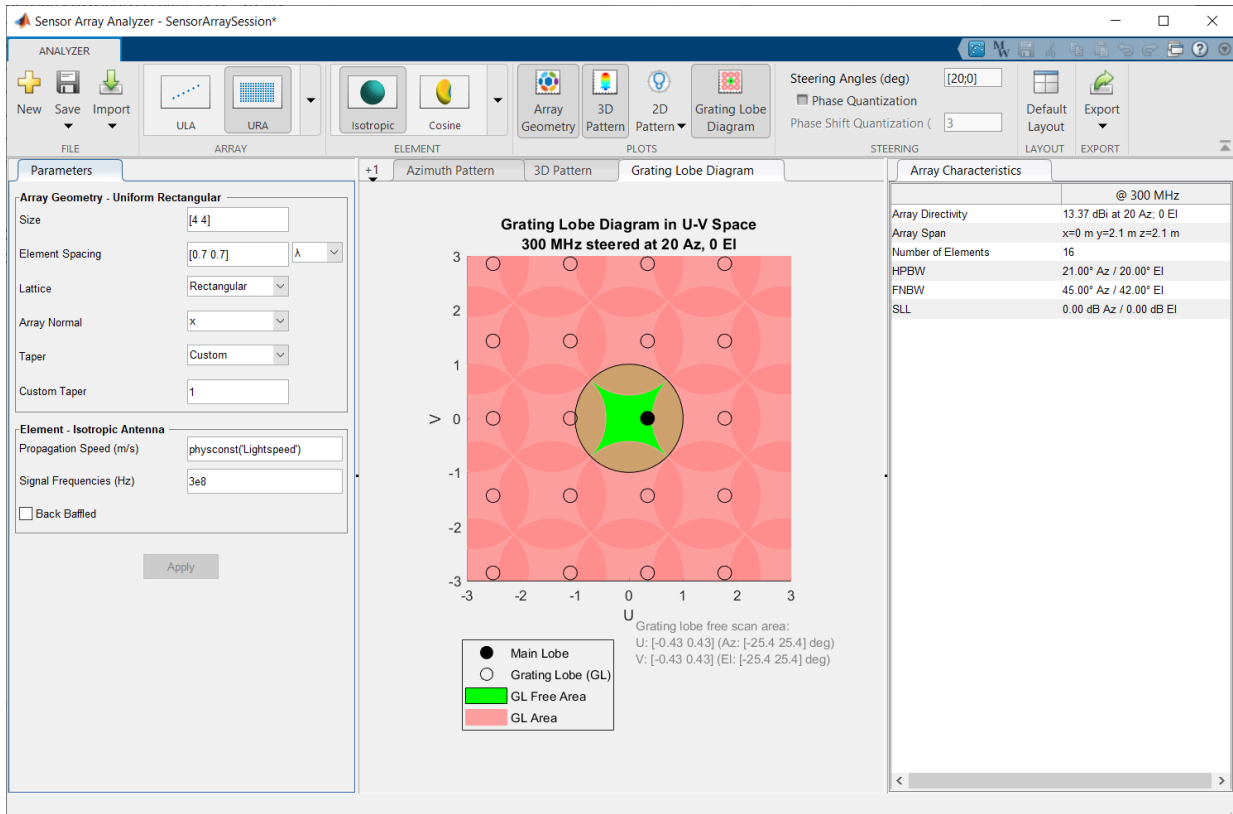 Sensor Array Analyzer - SensorArraySession*
ANALYZER
New Save Import
FILE
ULA URA
ARRAY
Isotropic Cosine
ELEMENT
Array Geometry
3D Pattern
2D Pattern
Grating Lobe Diagram
PLOTS
Steering Angles (deg) [20;0]
Phase Quantization
Phase Shift Quantization ( 3
STEERING
Default Layout
LAYOUT
Export
EXPORT
Parameters
Array Geometry - Uniform Rectangular
Size [4 4]
Element Spacing [0.7 0.7] λ
Lattice Rectangular
Array Normal x
Taper Custom
Custom Taper 1
Element - Isotropic Antenna
Propagation Speed (m/s) physconst('Lightspeed')
Signal Frequencies (Hz) 3e8
Back Baffled
Apply
+1 Azimuth Pattern 3D Pattern Grating Lobe Diagram
Grating Lobe Diagram in U-V Space
300 MHz steered at 20 Az, 0 El
3
2
1
0
-1
-2
-3
V
-3 -2 -1 0 1 2 3
U
Grating lobe free scan area:
U: [-0.43 0.43] (Az: [-25.4 25.4] deg)
V: [-0.43 0.43] (El: [-25.4 25.4] deg)
Main Lobe
Grating Lobe (GL)
GL Free Area
GL Area
Array Characteristics
@ 300 MHz
Array Directivity 13.37 dBi at 20 Az; 0 El
Array Span x=0 m y=2.1 m z=2.1 m
Number of Elements 16
HPBW 21.00° Az / 20.00° El
FNBW 45.00° Az / 42.00° El
SLL 0.00 dB Az / 0.00 dB El